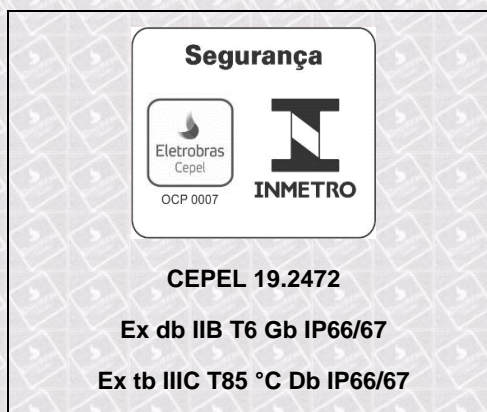 Segurança
Eletrobras
Cepel
OCP 0007
INMETRO
CEPEL 19.2472
Ex db IIB T6 Gb IP66/67
Ex tb IIIC T85 °C Db IP66/67